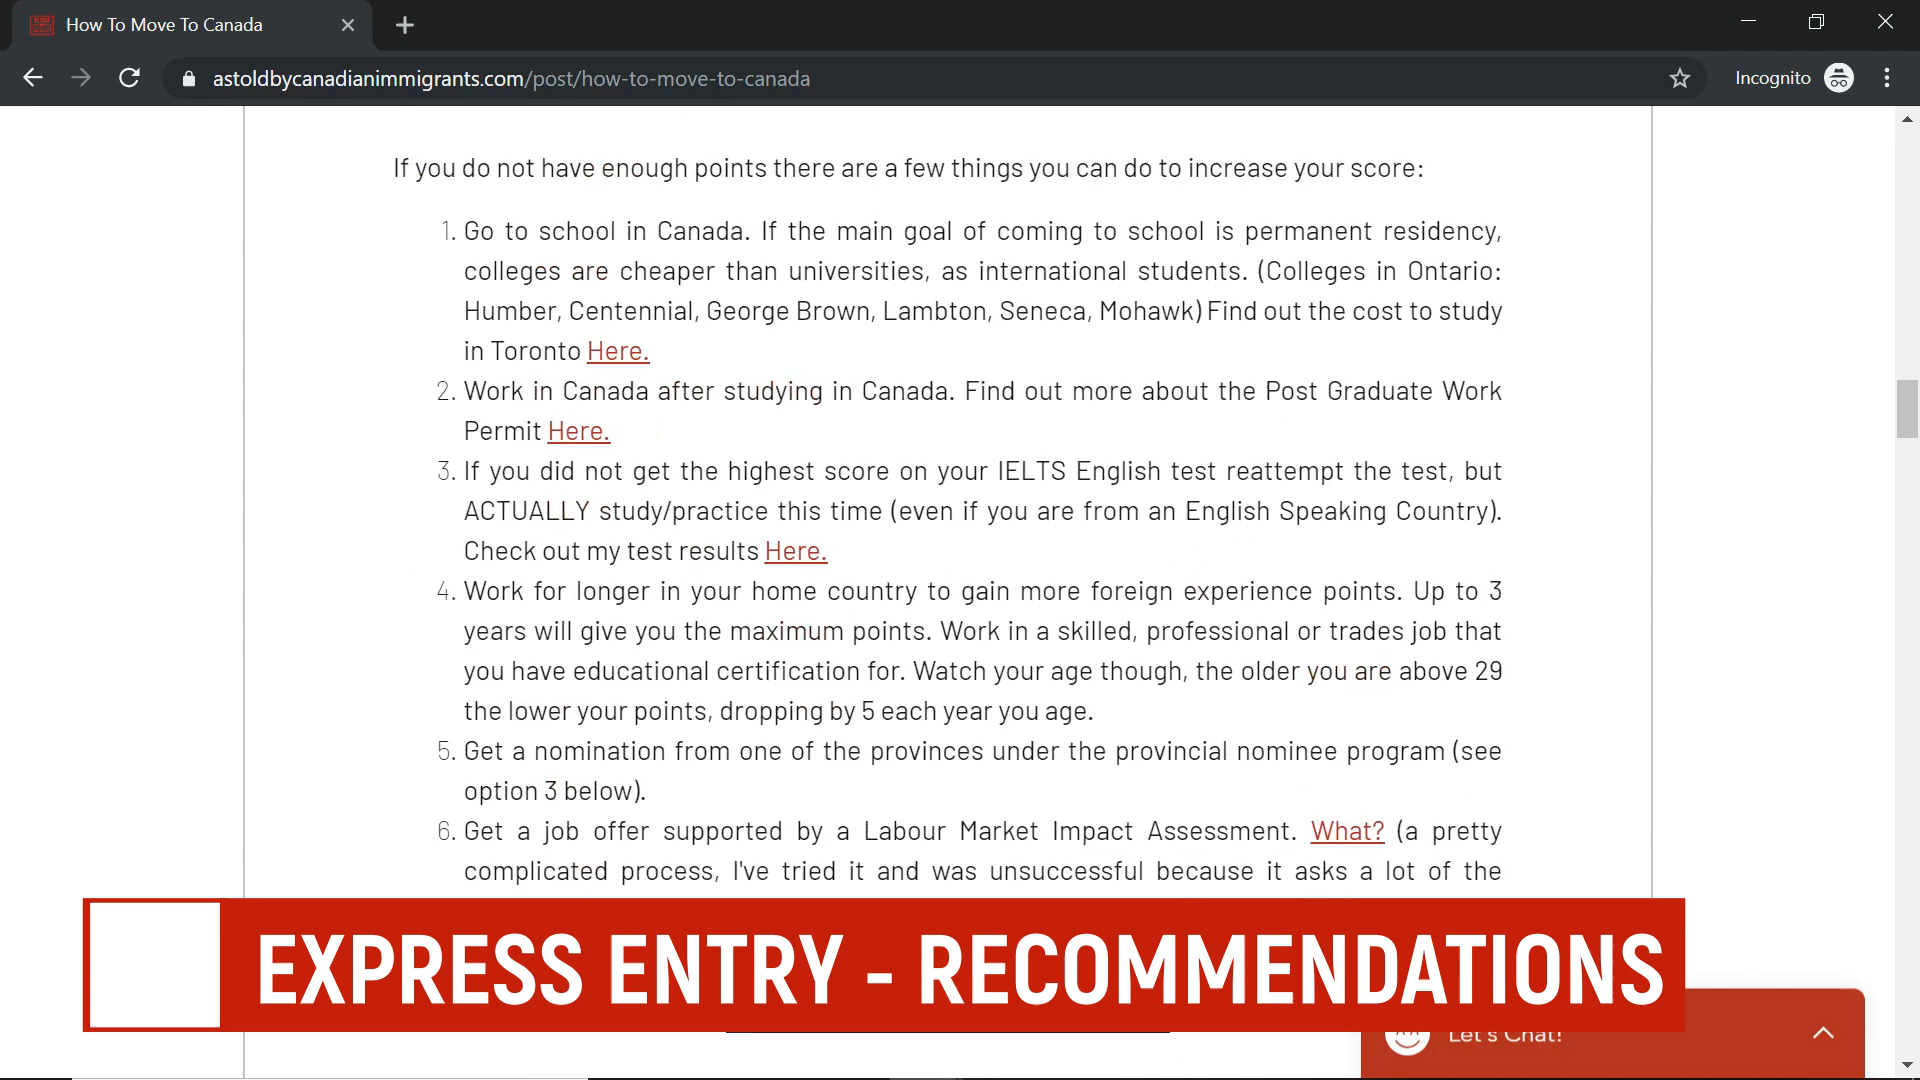 How To Move To Canada
astoldbycanadianimmigrants.com/post/how-to-move-to-canada
Incognito
If you do not have enough points there are a few things you can do to increase your score:
1. Go to school in Canada. If the main goal of coming to school is permanent residency,
colleges are cheaper than universities, as international students. (Colleges in Ontario:
Humber, Centennial, George Brown, Lambton, Seneca, Mohawk) Find out the cost to study
in Toronto Here.
2. Work in Canada after studying in Canada. Find out more about the Post Graduate Work
Permit Here.
3. If you did not get the highest score on your IELTS English test reattempt the test, but
ACTUALLY study/practice this time (even if you are from an English Speaking Country).
Check out my test results Here.
4. Work for longer in your home country to gain more foreign experience points. Up to 3
years will give you the maximum points. Work in a skilled, professional or trades job that
you have educational certification for. Watch your age though, the older you are above 29
the lower your points, dropping by 5 each year you age.
5. Get a nomination from one of the provinces under the provincial nominee program (see
option 3 below).
6. Get a job offer supported by a Labour Market Impact Assessment. What? (a pretty
complicated process, I've tried it and was unsuccessful because it asks a lot of the
EXPRESS ENTRY - RECOMMENDATIONS
Let's Chat!